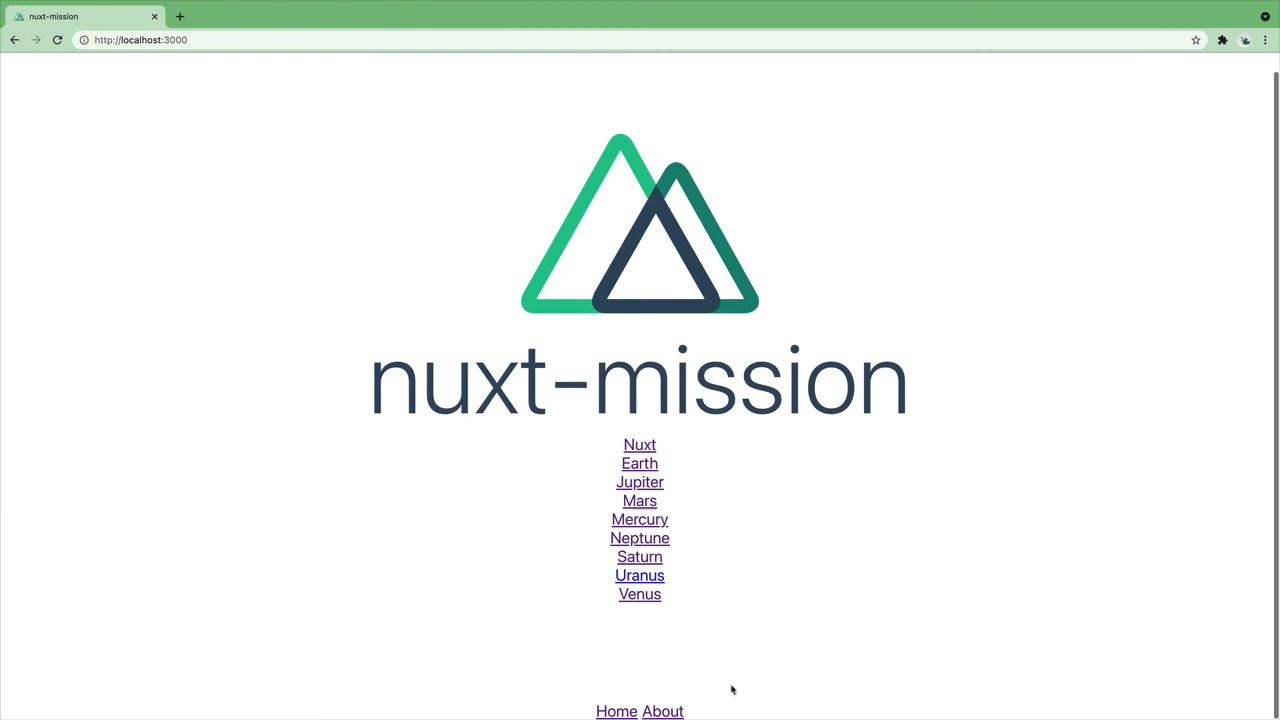 nuxt-mission
http://localhost:3000
nuxt-mission
Nuxt
Earth
Jupiter
Mars
Mercury
Neptune
Saturn
Uranus
Venus
Home About